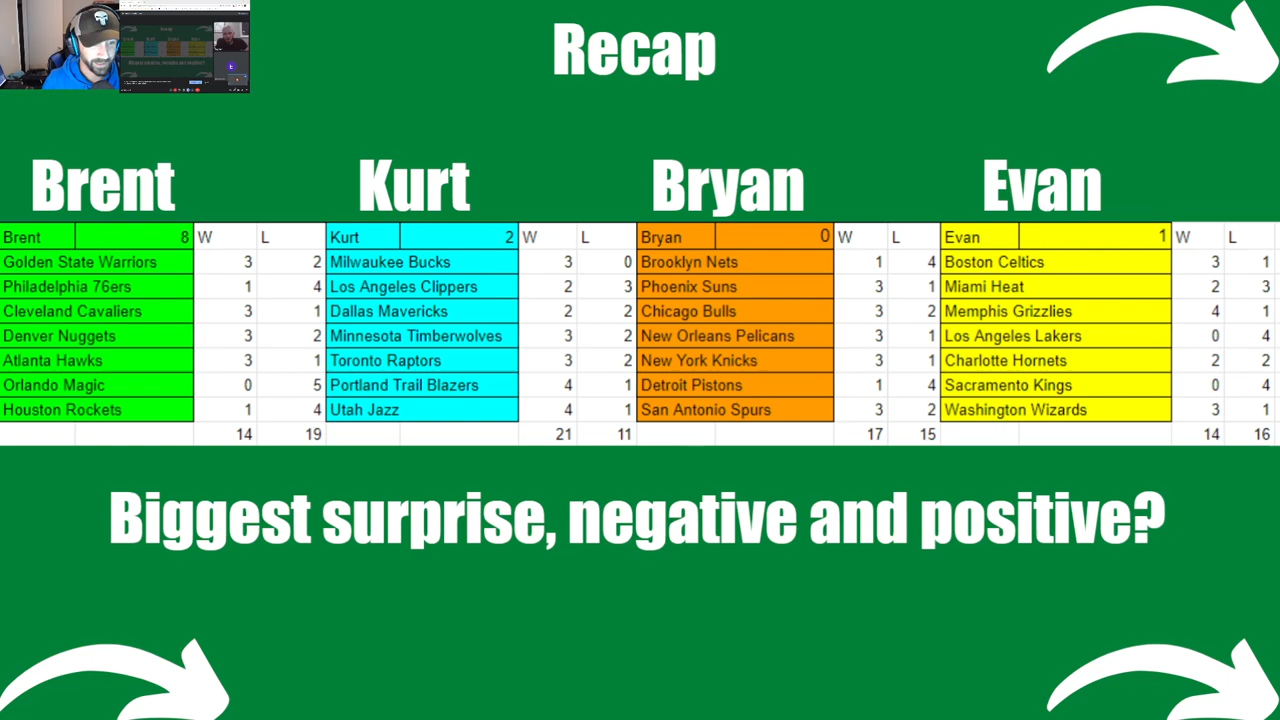 Recap
Brent Kurt Bryan Evan
Brent 8 W L Kurt 2 W L Bryan 0 W L Evan 1 W L
Golden State Warriors 3 2 Milwaukee Bucks 3 0 Brooklyn Nets 1 4 Boston Celtics 3 1
Philadelphia 76ers 1 4 Los Angeles Clippers 2 3 Phoenix Suns 3 1 Miami Heat 2 3
Cleveland Cavaliers 3 1 Dallas Mavericks 2 2 Chicago Bulls 3 2 Memphis Grizzlies 4 1
Denver Nuggets 3 2 Minnesota Timberwolves 3 2 New Orleans Pelicans 3 1 Los Angeles Lakers 0 4
Atlanta Hawks 3 1 Toronto Raptors 3 2 New York Knicks 3 1 Charlotte Hornets 2 2
Orlando Magic 0 5 Portland Trail Blazers 4 1 Detroit Pistons 1 4 Sacramento Kings 0 4
Houston Rockets 1 4 Utah Jazz 4 1 San Antonio Spurs 3 2 Washington Wizards 3 1
14 19 21 11 17 15 14 16
Biggest surprise, negative and positive?